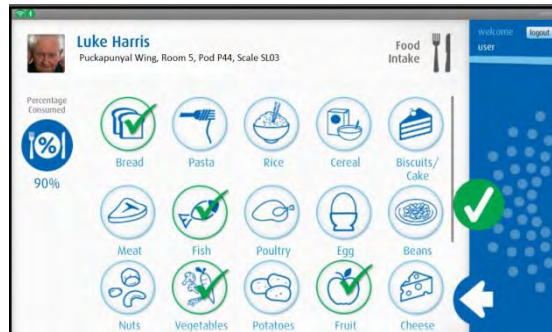 Luke Harris
Puckapunyal Wing, Room 5, Pod P44, Scale SL03
Food
Intake
welcome
logout
user
Percentage
Consumed
%
90%
Bread
Pasta
Rice
Cereal
Biscuits/
Cake
Meat
Fish
Poultry
Egg
Beans
Nuts
Vegetables
Potatoes
Fruit
Cheese